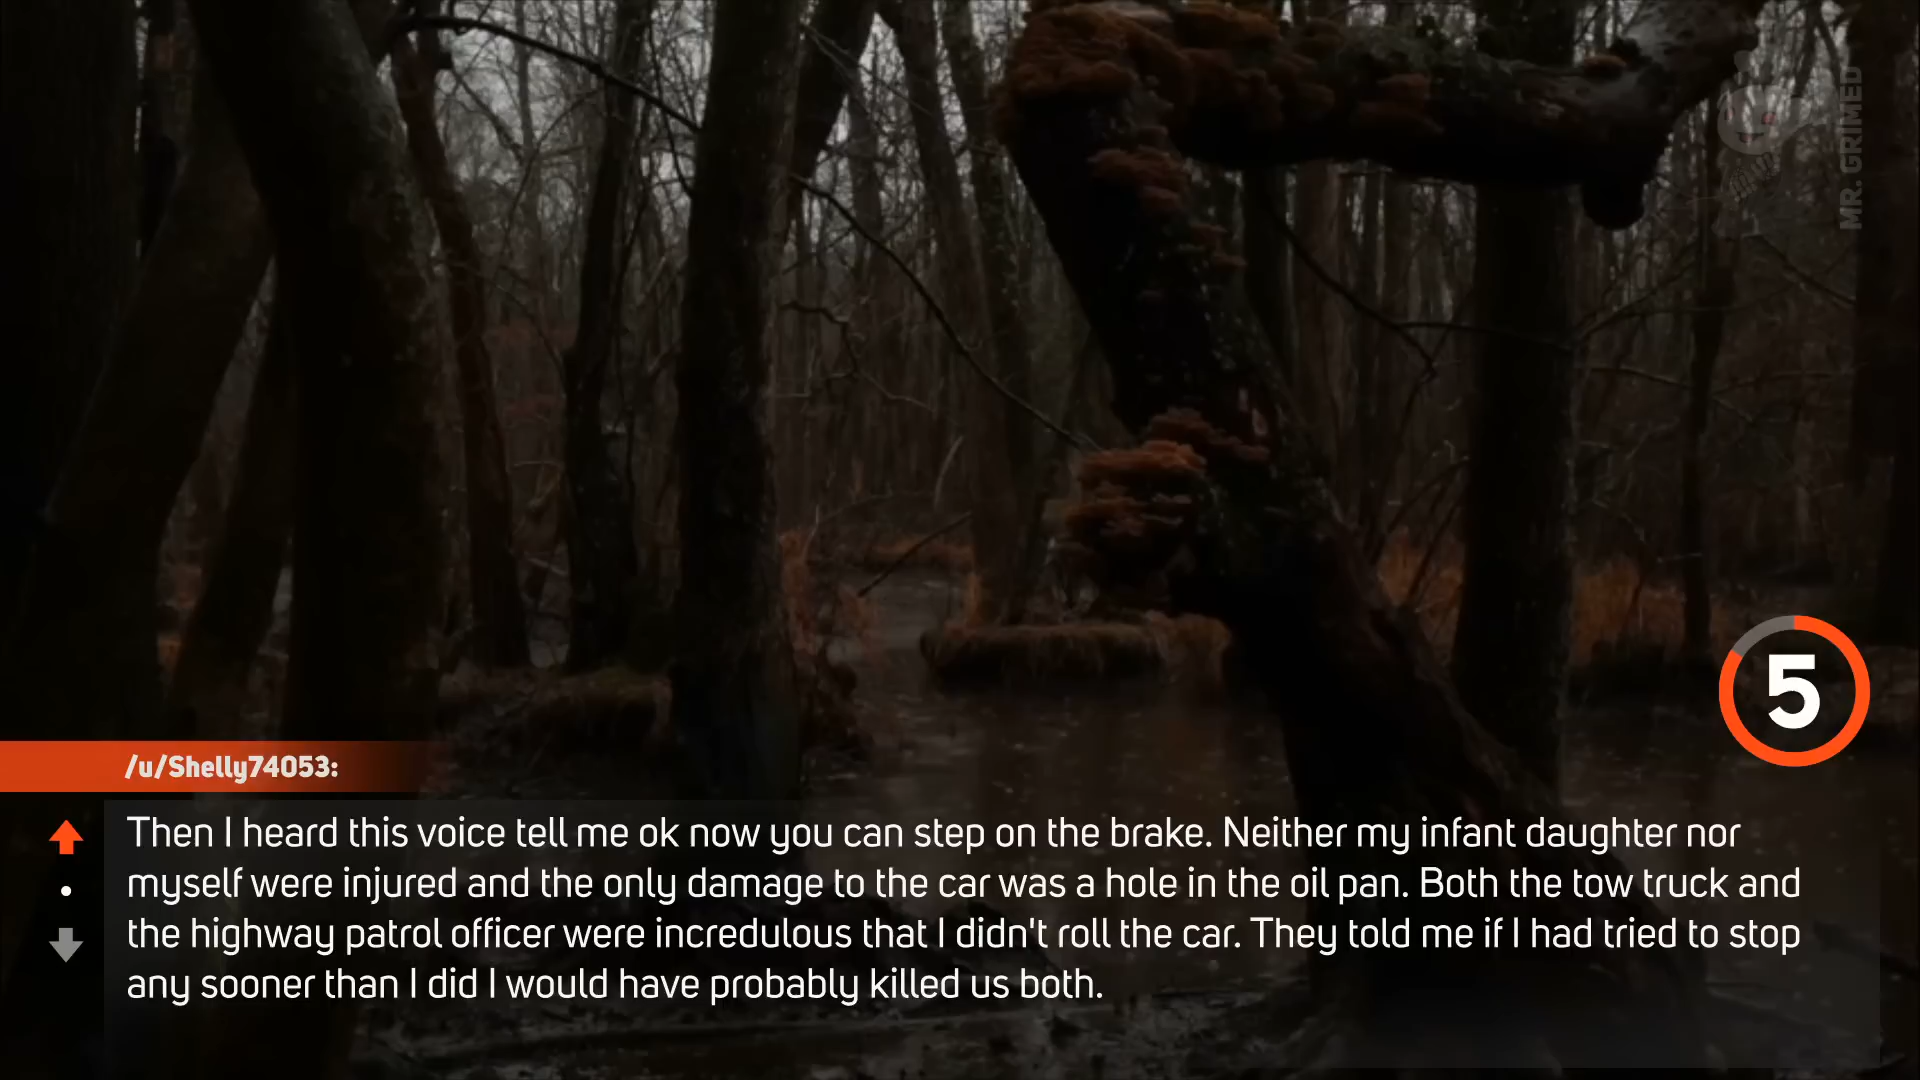 MR. GRIMED
5
/u/Shelly74053:
Then I heard this voice tell me ok now you can step on the brake. Neither my infant daughter nor
myself were injured and the only damage to the car was a hole in the oil pan. Both the tow truck and
the highway patrol officer were incredulous that I didn't roll the car. They told me if I had tried to stop
any sooner than I did I would have probably killed us both.